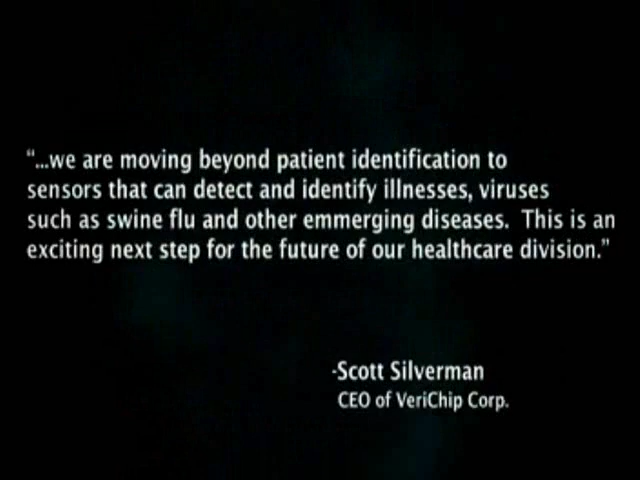 “...we are moving beyond patient identification to
sensors that can detect and identify illnesses, viruses
such as swine flu and other emmerging diseases.  This is an
exciting next step for the future of our healthcare division.”
-Scott Silverman
CEO of VeriChip Corp.